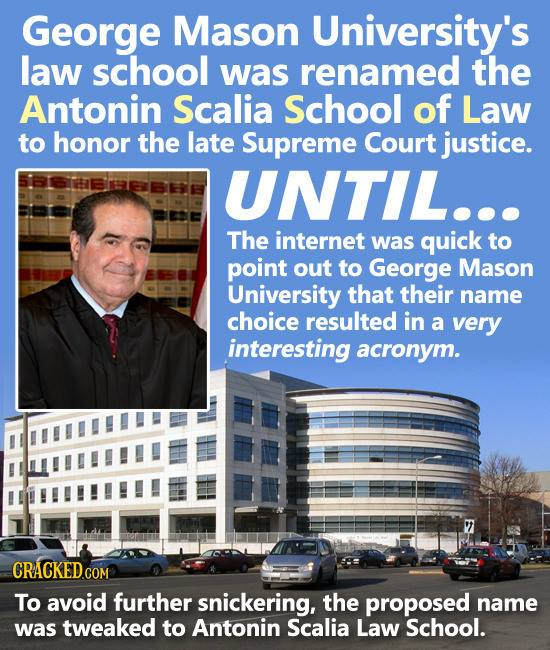 George Mason University's
law school was renamed the
Antonin Scalia School of Law
to honor the late Supreme Court justice.
UNTIL...
The internet was quick to
point out to George Mason
University that their name
choice resulted in a very
interesting acronym.
CRACKED.COM
To avoid further snickering, the proposed name
was tweaked to Antonin Scalia Law School.